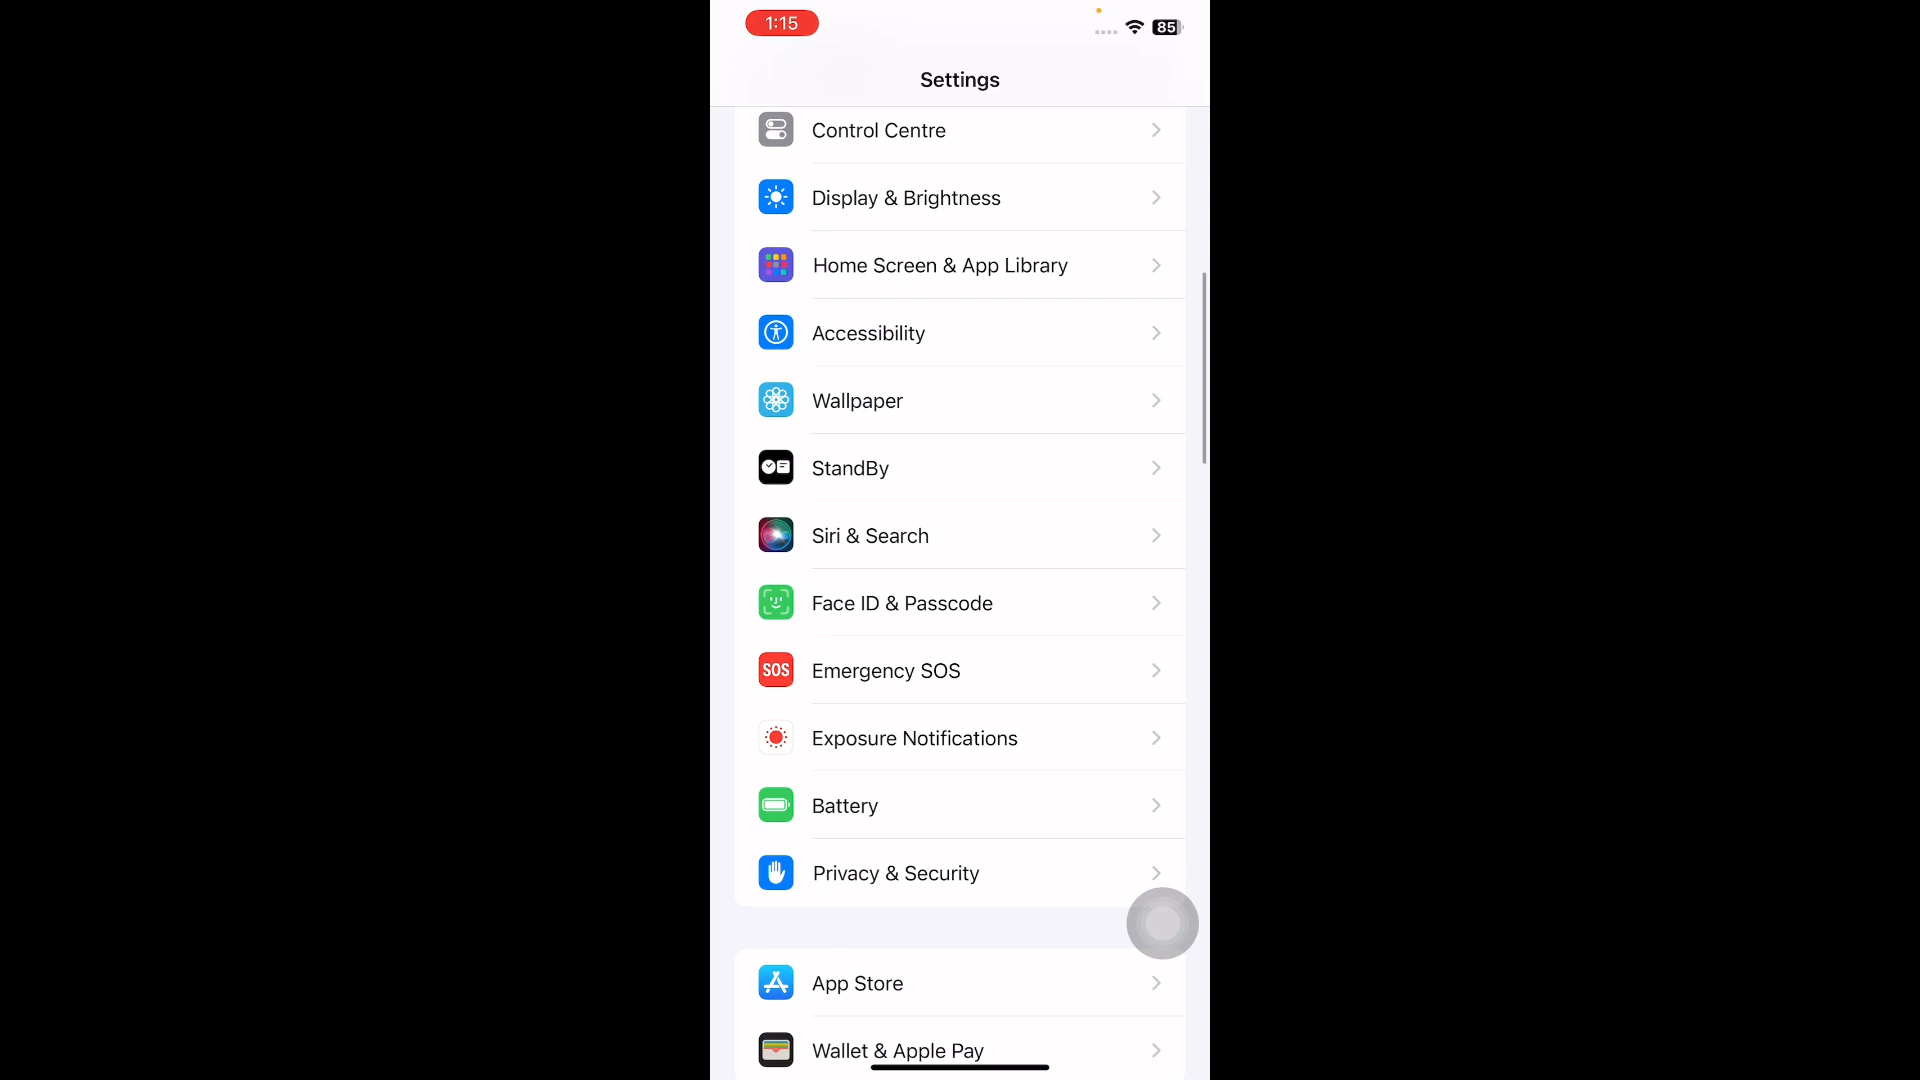 1:15
85
Settings
Control Centre
Display & Brightness
Home Screen & App Library
Accessibility
Wallpaper
StandBy
Siri & Search
Face ID & Passcode
SOS
Emergency SOS
Exposure Notifications
Battery
Privacy & Security
App Store
Wallet & Apple Pay